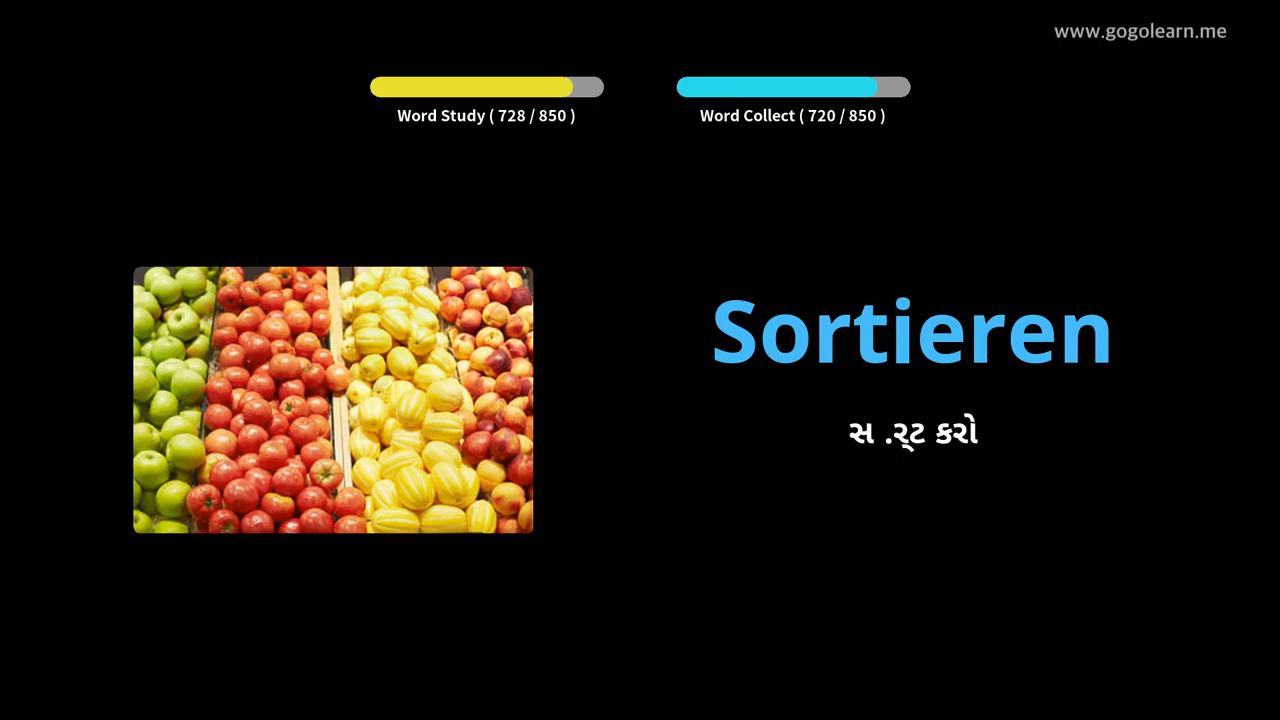 www.gogolearn.me
Word Study ( 728 / 850 )
Word Collect ( 720 / 850 )
Sortieren
સ .ર્ટ કરો